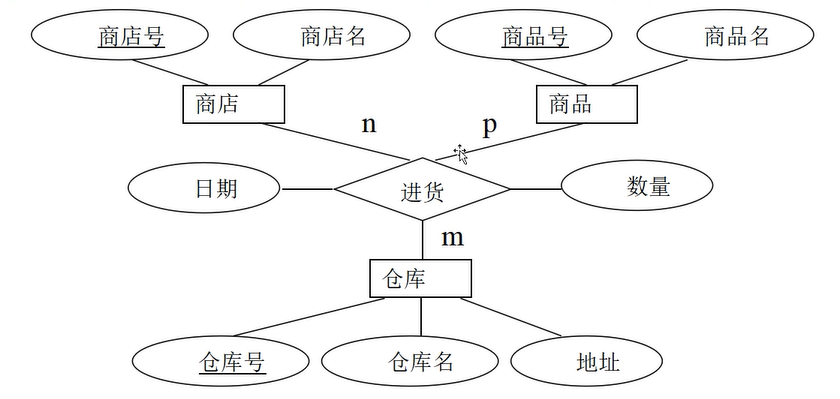 商店号 商店名 商品号 商品名
商店 商品
n p
日期 进货 数量
m
仓库
仓库号 仓库名 地址